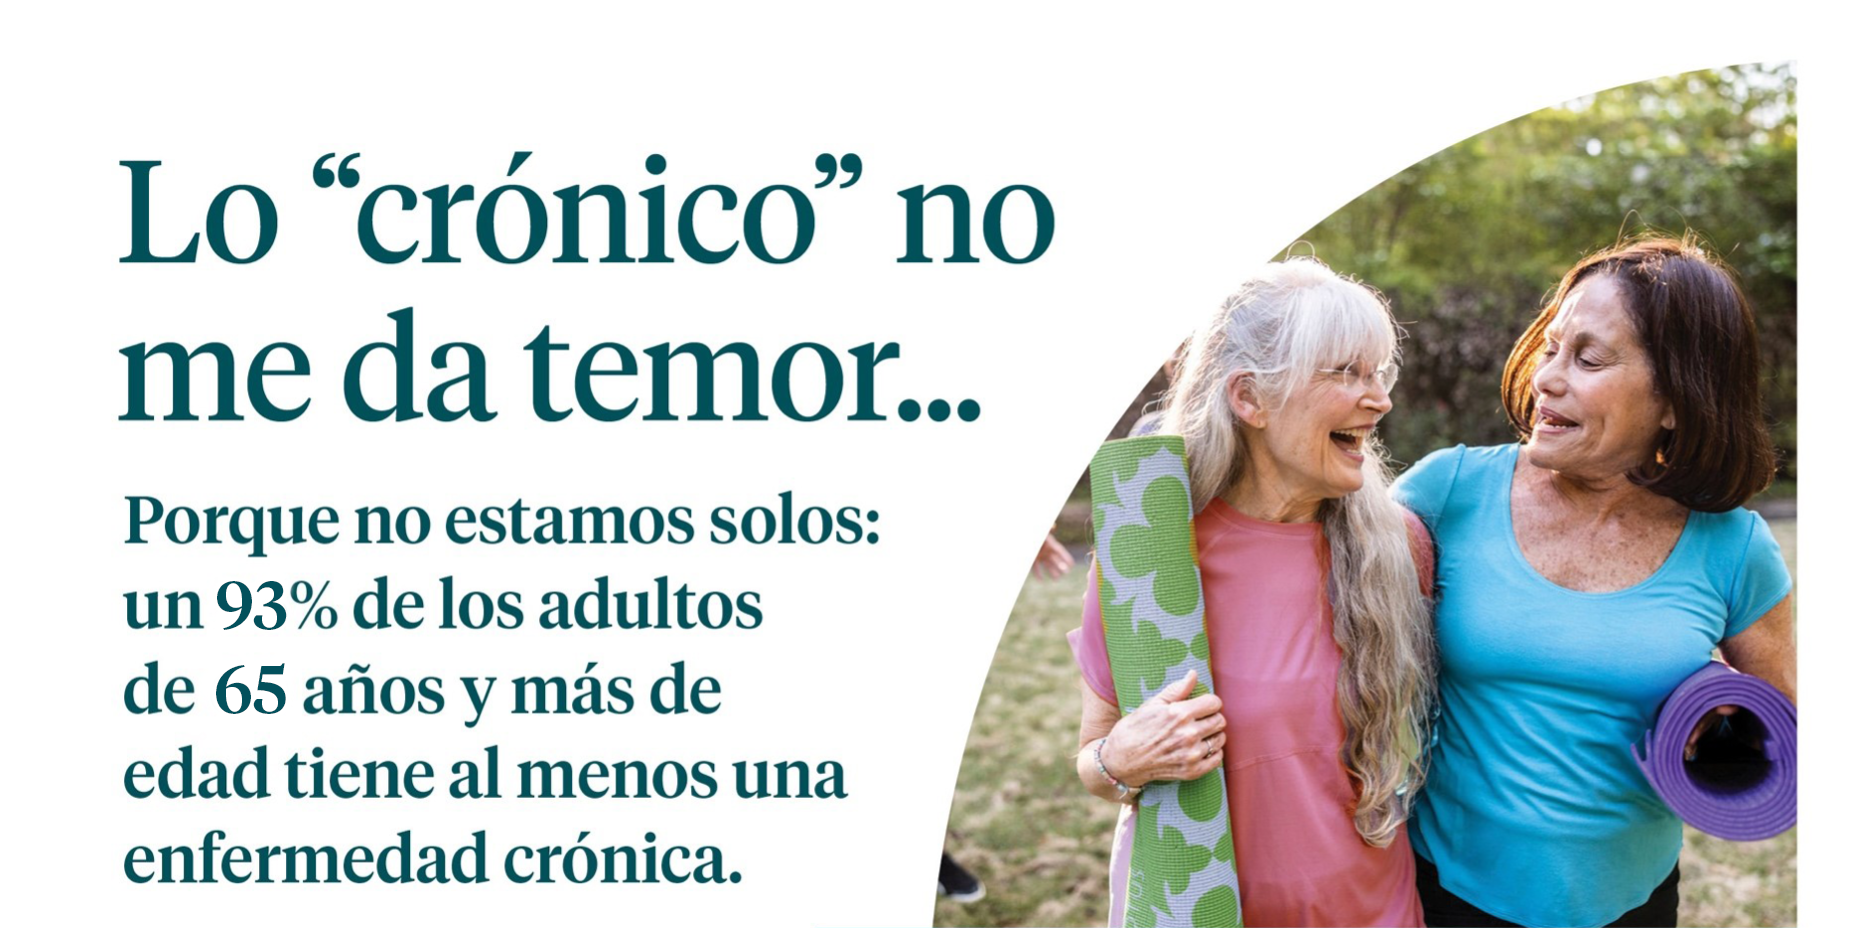 Lo “crónico” no
me da temor...
Porque no estamos solos:
un 93% de los adultos
de 65 años y más de
edad tiene al menos una
enfermedad crónica.